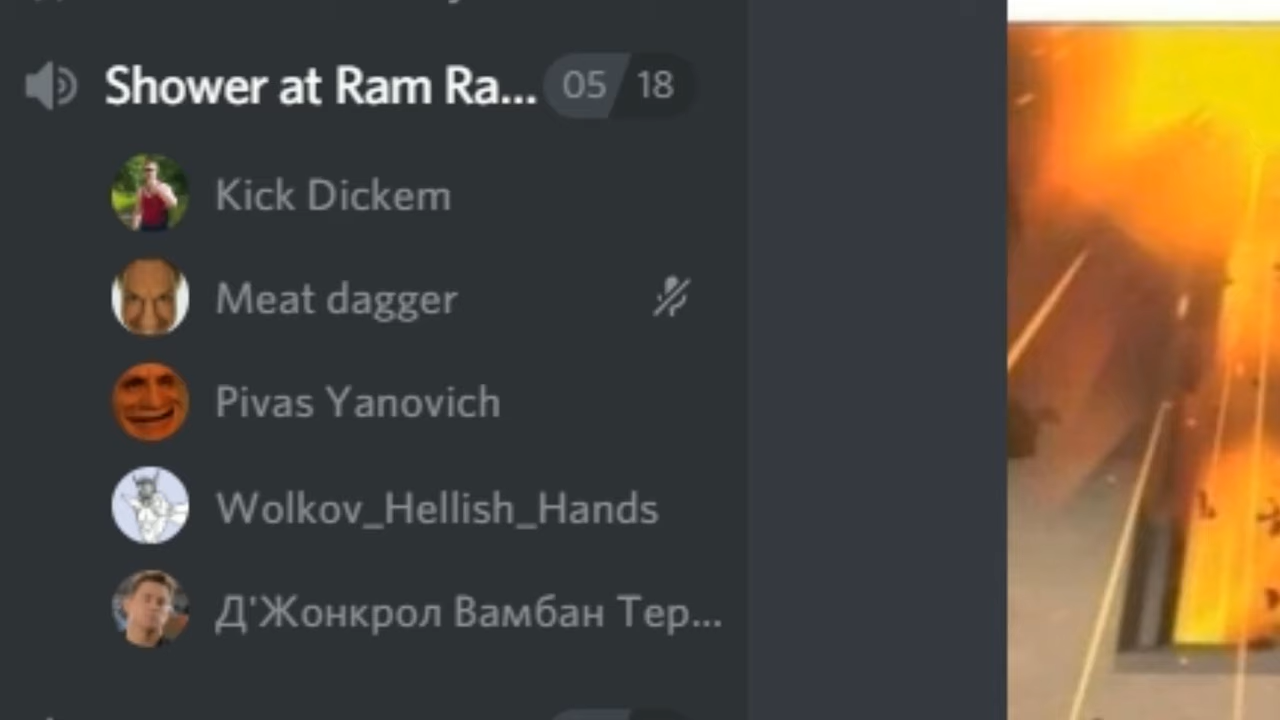 Shower at Ram Ra... 05 18
Kick Dickem
Meat dagger
Pivas Yanovich
Wolkov_Hellish_Hands
Д'Жонкрол Вамбан Тер...